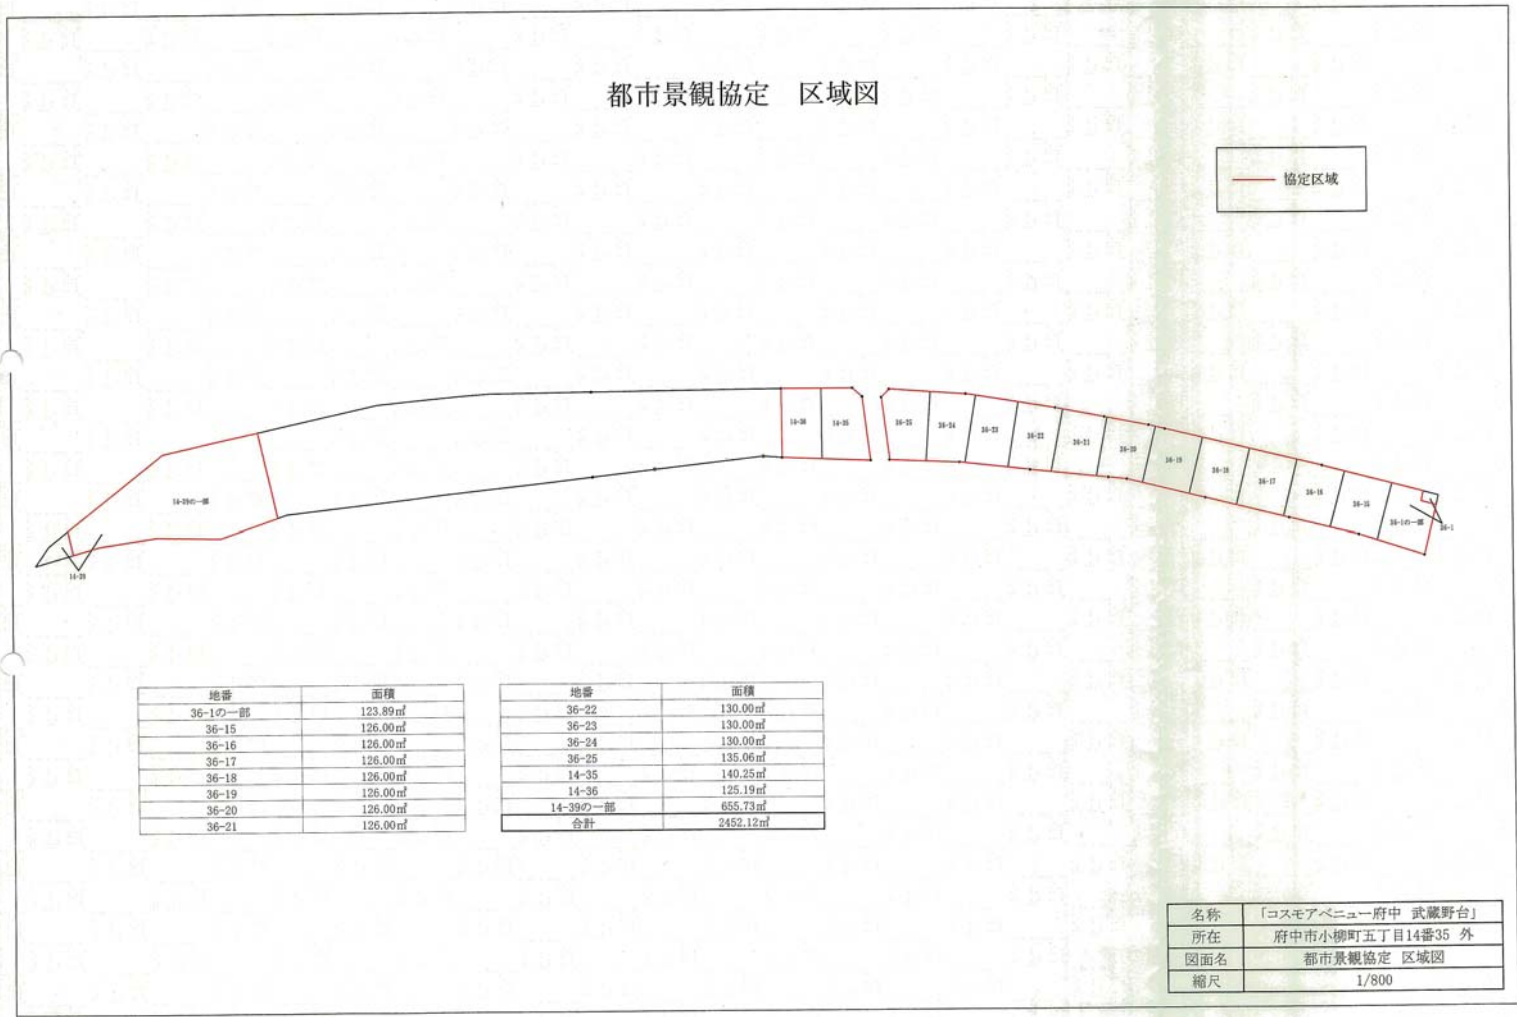 都市景観協定　区域図
協定区域
14-36
14-35
36-25
36-24
36-23
36-22
36-21
36-20
36-19
36-18
36-17
36-16
36-15
36-1の一部
36-1
14-39の一部
14-39
地番 面積
36-1の一部 123.89㎡
36-15 126.00㎡
36-16 126.00㎡
36-17 126.00㎡
36-18 126.00㎡
36-19 126.00㎡
36-20 126.00㎡
36-21 126.00㎡
地番 面積
36-22 130.00㎡
36-23 130.00㎡
36-24 130.00㎡
36-25 135.06㎡
14-35 140.25㎡
14-36 125.19㎡
14-39の一部 655.73㎡
合計 2452.12㎡
名称 「コスモアベニュー府中 武蔵野台」
所在 府中市小柳町五丁目14番35 外
図面名 都市景観協定 区域図
縮尺 1/800